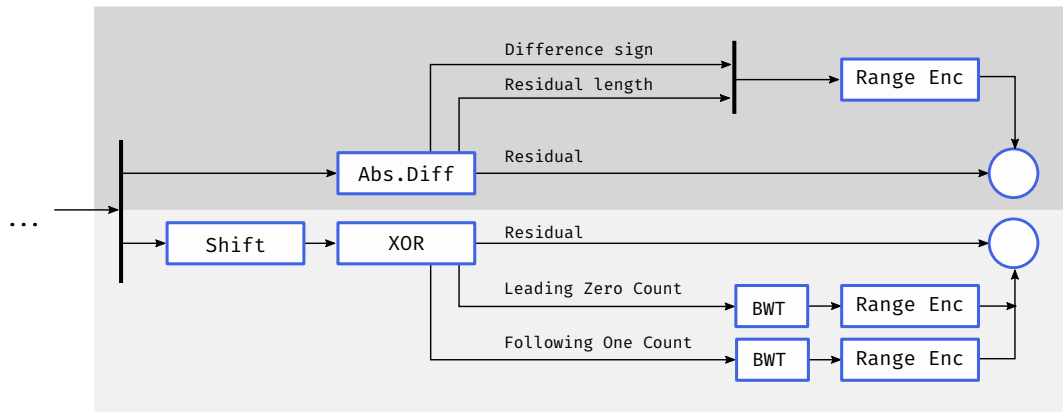 Difference sign
Residual length
Range Enc
Residual
Abs.Diff
...
Residual
Shift
XOR
Leading Zero Count
BWT
Range Enc
Following One Count
BWT
Range Enc